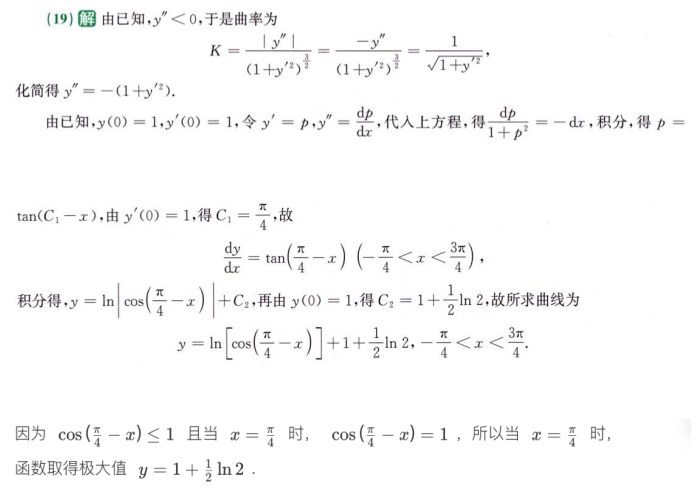 (19) 解 由已知,y″<0,于是曲率为
K = |y″| / (1+y′²)^{3/2} = −y″ / (1+y′²)^{3/2} = 1 / √(1+y′²),
化简得 y″ = −(1+y′²).
由已知,y(0) = 1,y′(0) = 1,令 y′ = p,y″ = dp/dx,代入上方程,得 dp/(1+p²) = −dx,积分,得 p =
tan(C₁−x),由 y′(0) = 1,得 C₁ = π/4,故
dy/dx = tan(π/4−x) (−π/4<x<3π/4),
积分得,y = ln|cos(π/4−x)|+C₂,再由 y(0) = 1,得 C₂ = 1+1/2 ln 2,故所求曲线为
y = ln[cos(π/4−x)]+1+1/2 ln 2,−π/4<x<3π/4.
因为 cos(π/4−x) ≤ 1 且当 x = π/4 时, cos(π/4−x) = 1 ,所以当 x = π/4 时,
函数取得极大值 y = 1+1/2 ln 2 .